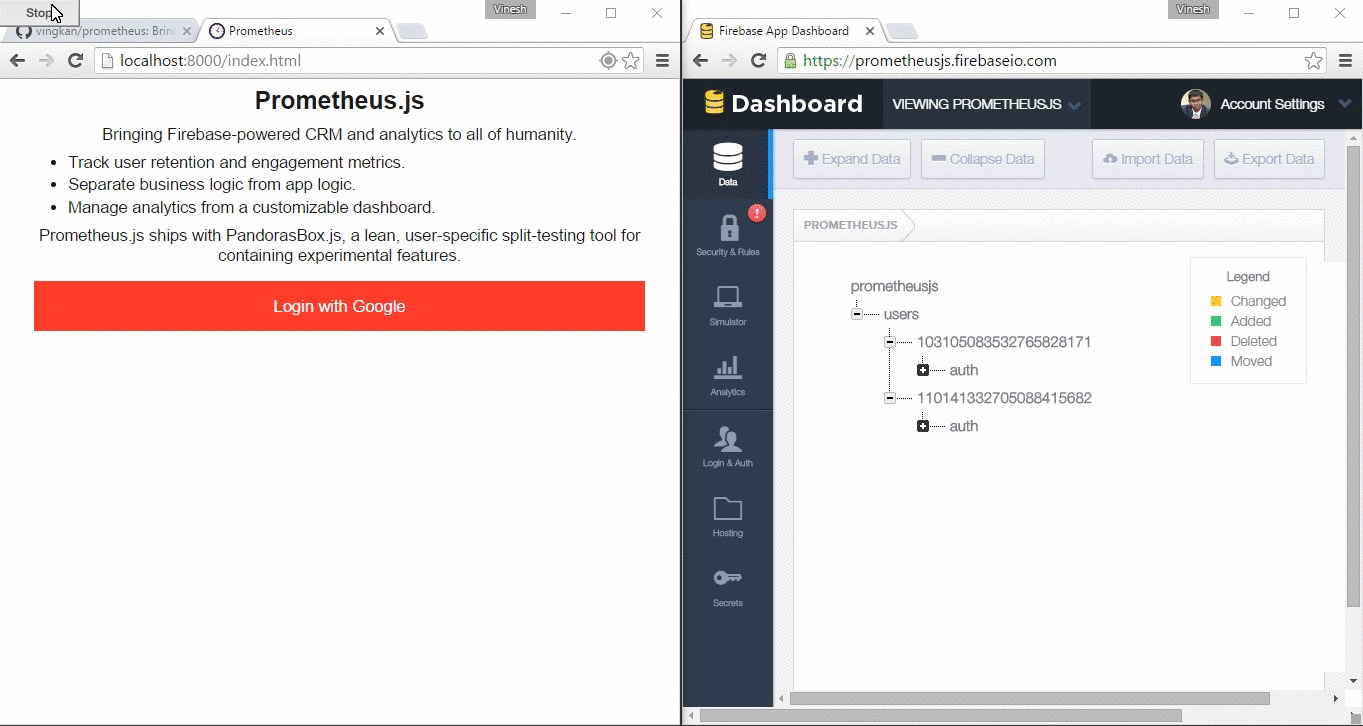 Stop
Vinesh
vingkan/prometheus: Brin
Prometheus
localhost:8000/index.html
Prometheus.js
Bringing Firebase-powered CRM and analytics to all of humanity.
Track user retention and engagement metrics.
Separate business logic from app logic.
Manage analytics from a customizable dashboard.
Prometheus.js ships with PandorasBox.js, a lean, user-specific split-testing tool for
containing experimental features.
Login with Google
Vinesh
Firebase App Dashboard
https://prometheusjs.firebaseio.com
Dashboard
VIEWING PROMETHEUSJS
Account Settings
Data
Security & Rules
Simulator
Analytics
Login & Auth
Hosting
Secrets
Expand Data
Collapse Data
Import Data
Export Data
PROMETHEUSJS
prometheusjs
users
103105083532765828171
auth
110141332705088415682
auth
Legend
Changed
Added
Deleted
Moved